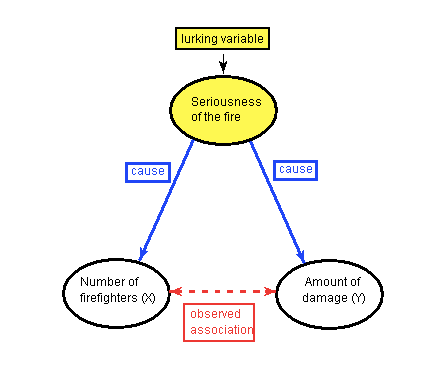 lurking variable
Seriousness
of the fire
cause
cause
Number of
firefighters (X)
Amount of
damage (Y)
observed
association